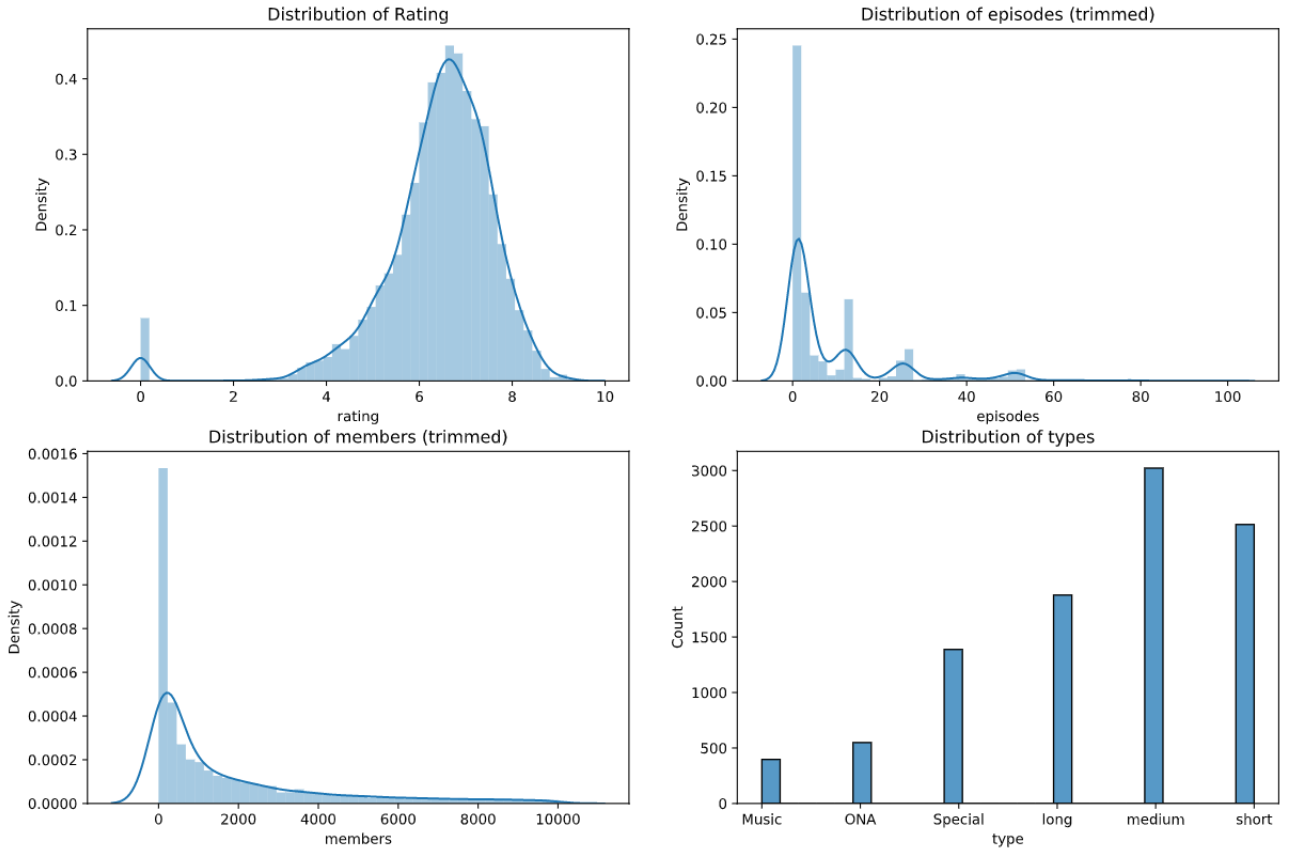 Distribution of Rating
0.4
0.3
0.2
0.1
0.0
Density
0 2 4 6 8 10
rating
Distribution of episodes (trimmed)
0.25
0.20
0.15
0.10
0.05
0.00
Density
0 20 40 60 80 100
episodes
Distribution of members (trimmed)
0.0016
0.0014
0.0012
0.0010
0.0008
0.0006
0.0004
0.0002
0.0000
Density
0 2000 4000 6000 8000 10000
members
Distribution of types
3000
2500
2000
1500
1000
500
0
Count
Music ONA Special long medium short
type